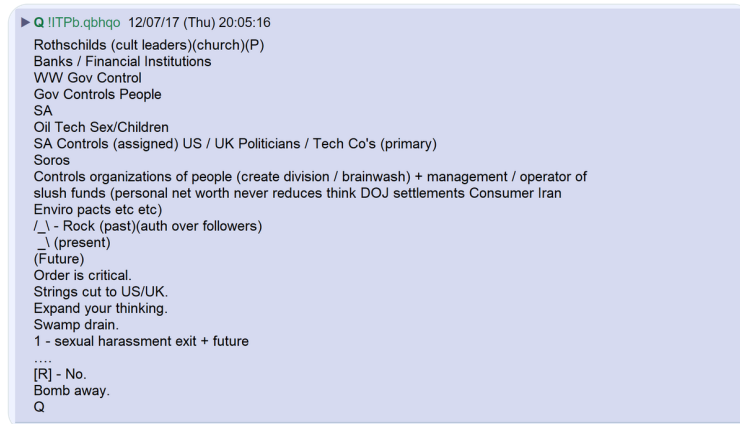 ▶ Q !ITPb.qbhqo 12/07/17 (Thu) 20:05:16
Rothschilds (cult leaders)(church)(P)
Banks / Financial Institutions
WW Gov Control
Gov Controls People
SA
Oil Tech Sex/Children
SA Controls (assigned) US / UK Politicians / Tech Co's (primary)
Soros
Controls organizations of people (create division / brainwash) + management / operator of
slush funds (personal net worth never reduces think DOJ settlements Consumer Iran
Enviro pacts etc etc)
/_\ - Rock (past)(auth over followers)
_\ (present)
(Future)
Order is critical.
Strings cut to US/UK.
Expand your thinking.
Swamp drain.
1 - sexual harassment exit + future
....
[R] - No.
Bomb away.
Q